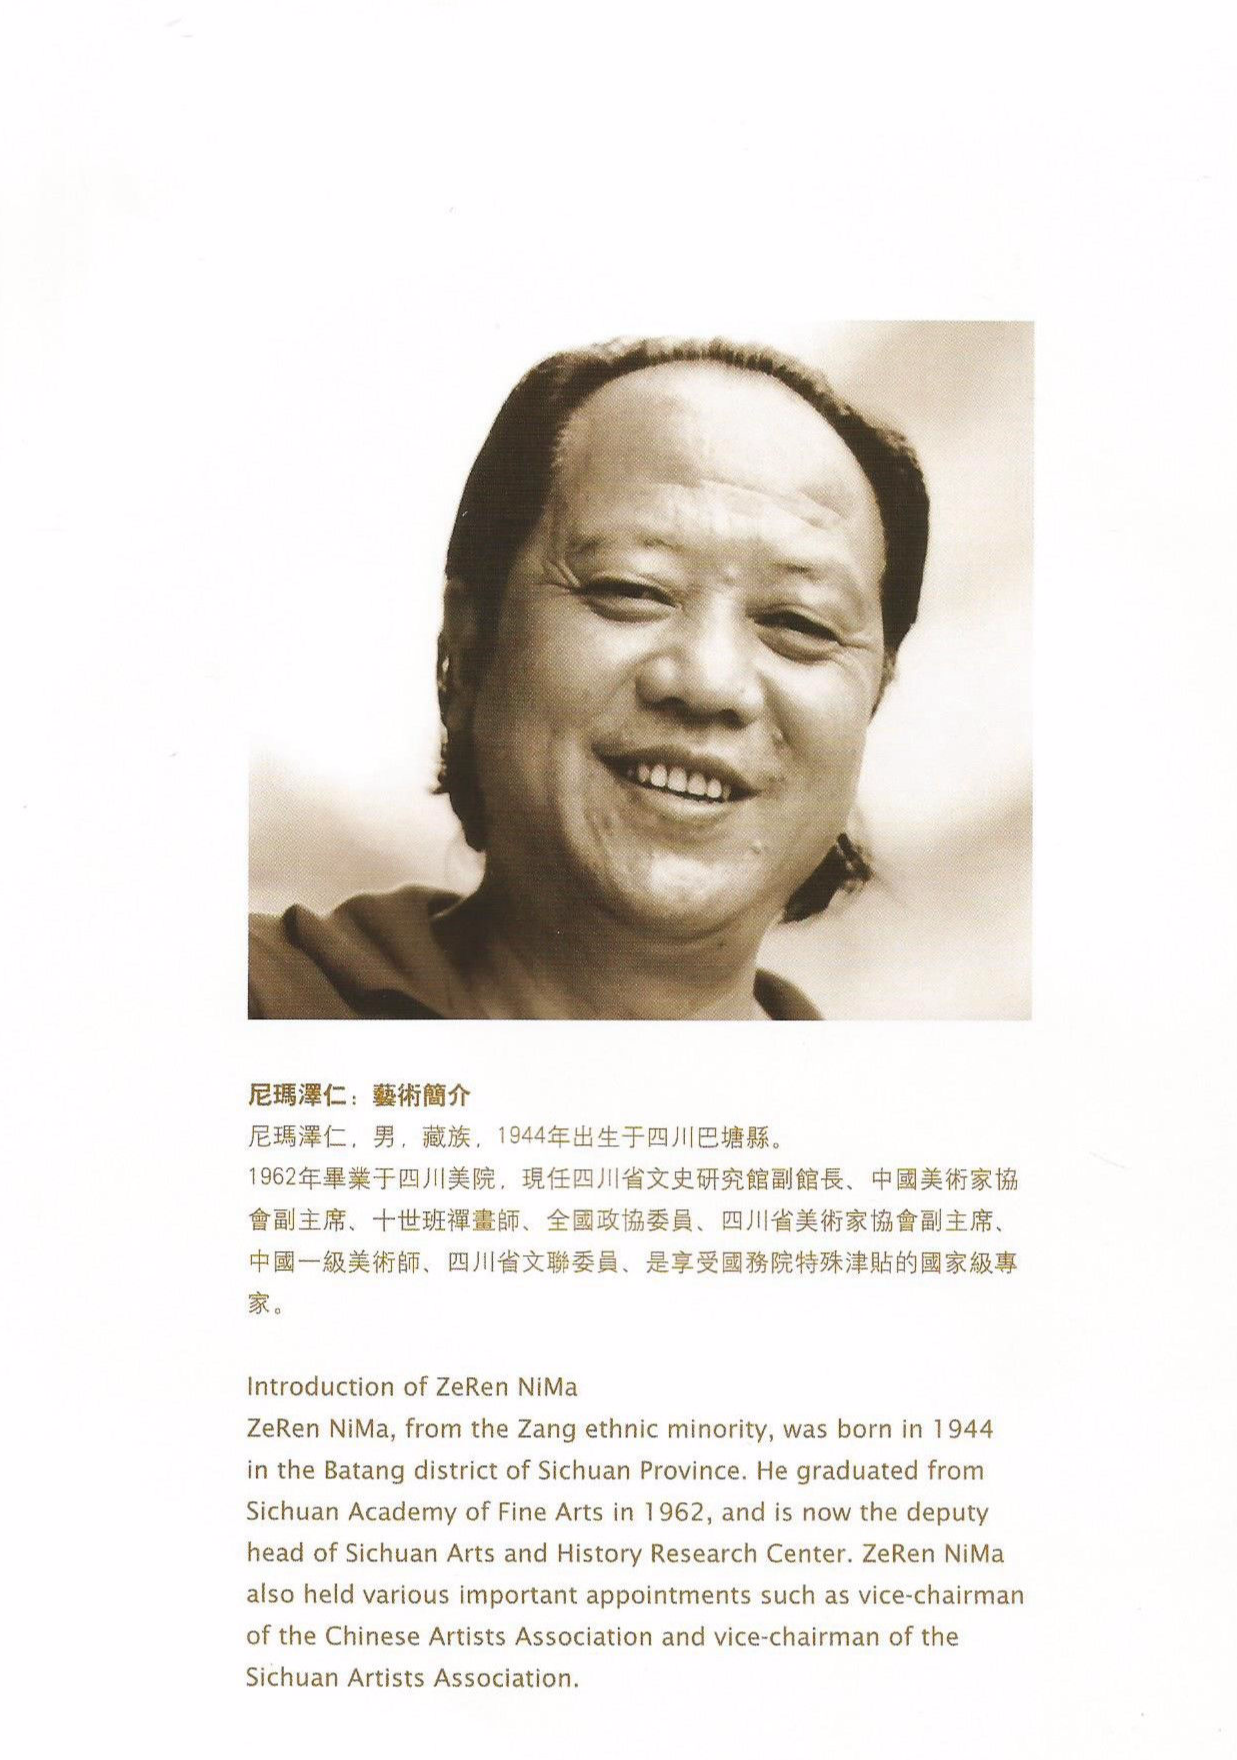 尼瑪澤仁：藝術簡介
尼瑪澤仁，男，藏族，1944年出生于四川巴塘縣。
1962年畢業于四川美院，現任四川省文史研究館副館長、中國美術家協
會副主席、十世班禪畫師、全國政協委員、四川省美術家協會副主席、
中國一級美術師、四川省文聯委員、是享受國務院特殊津貼的國家級專
家。
Introduction of ZeRen NiMa
ZeRen NiMa, from the Zang ethnic minority, was born in 1944
in the Batang district of Sichuan Province. He graduated from
Sichuan Academy of Fine Arts in 1962, and is now the deputy
head of Sichuan Arts and History Research Center. ZeRen NiMa
also held various important appointments such as vice-chairman
of the Chinese Artists Association and vice-chairman of the
Sichuan Artists Association.